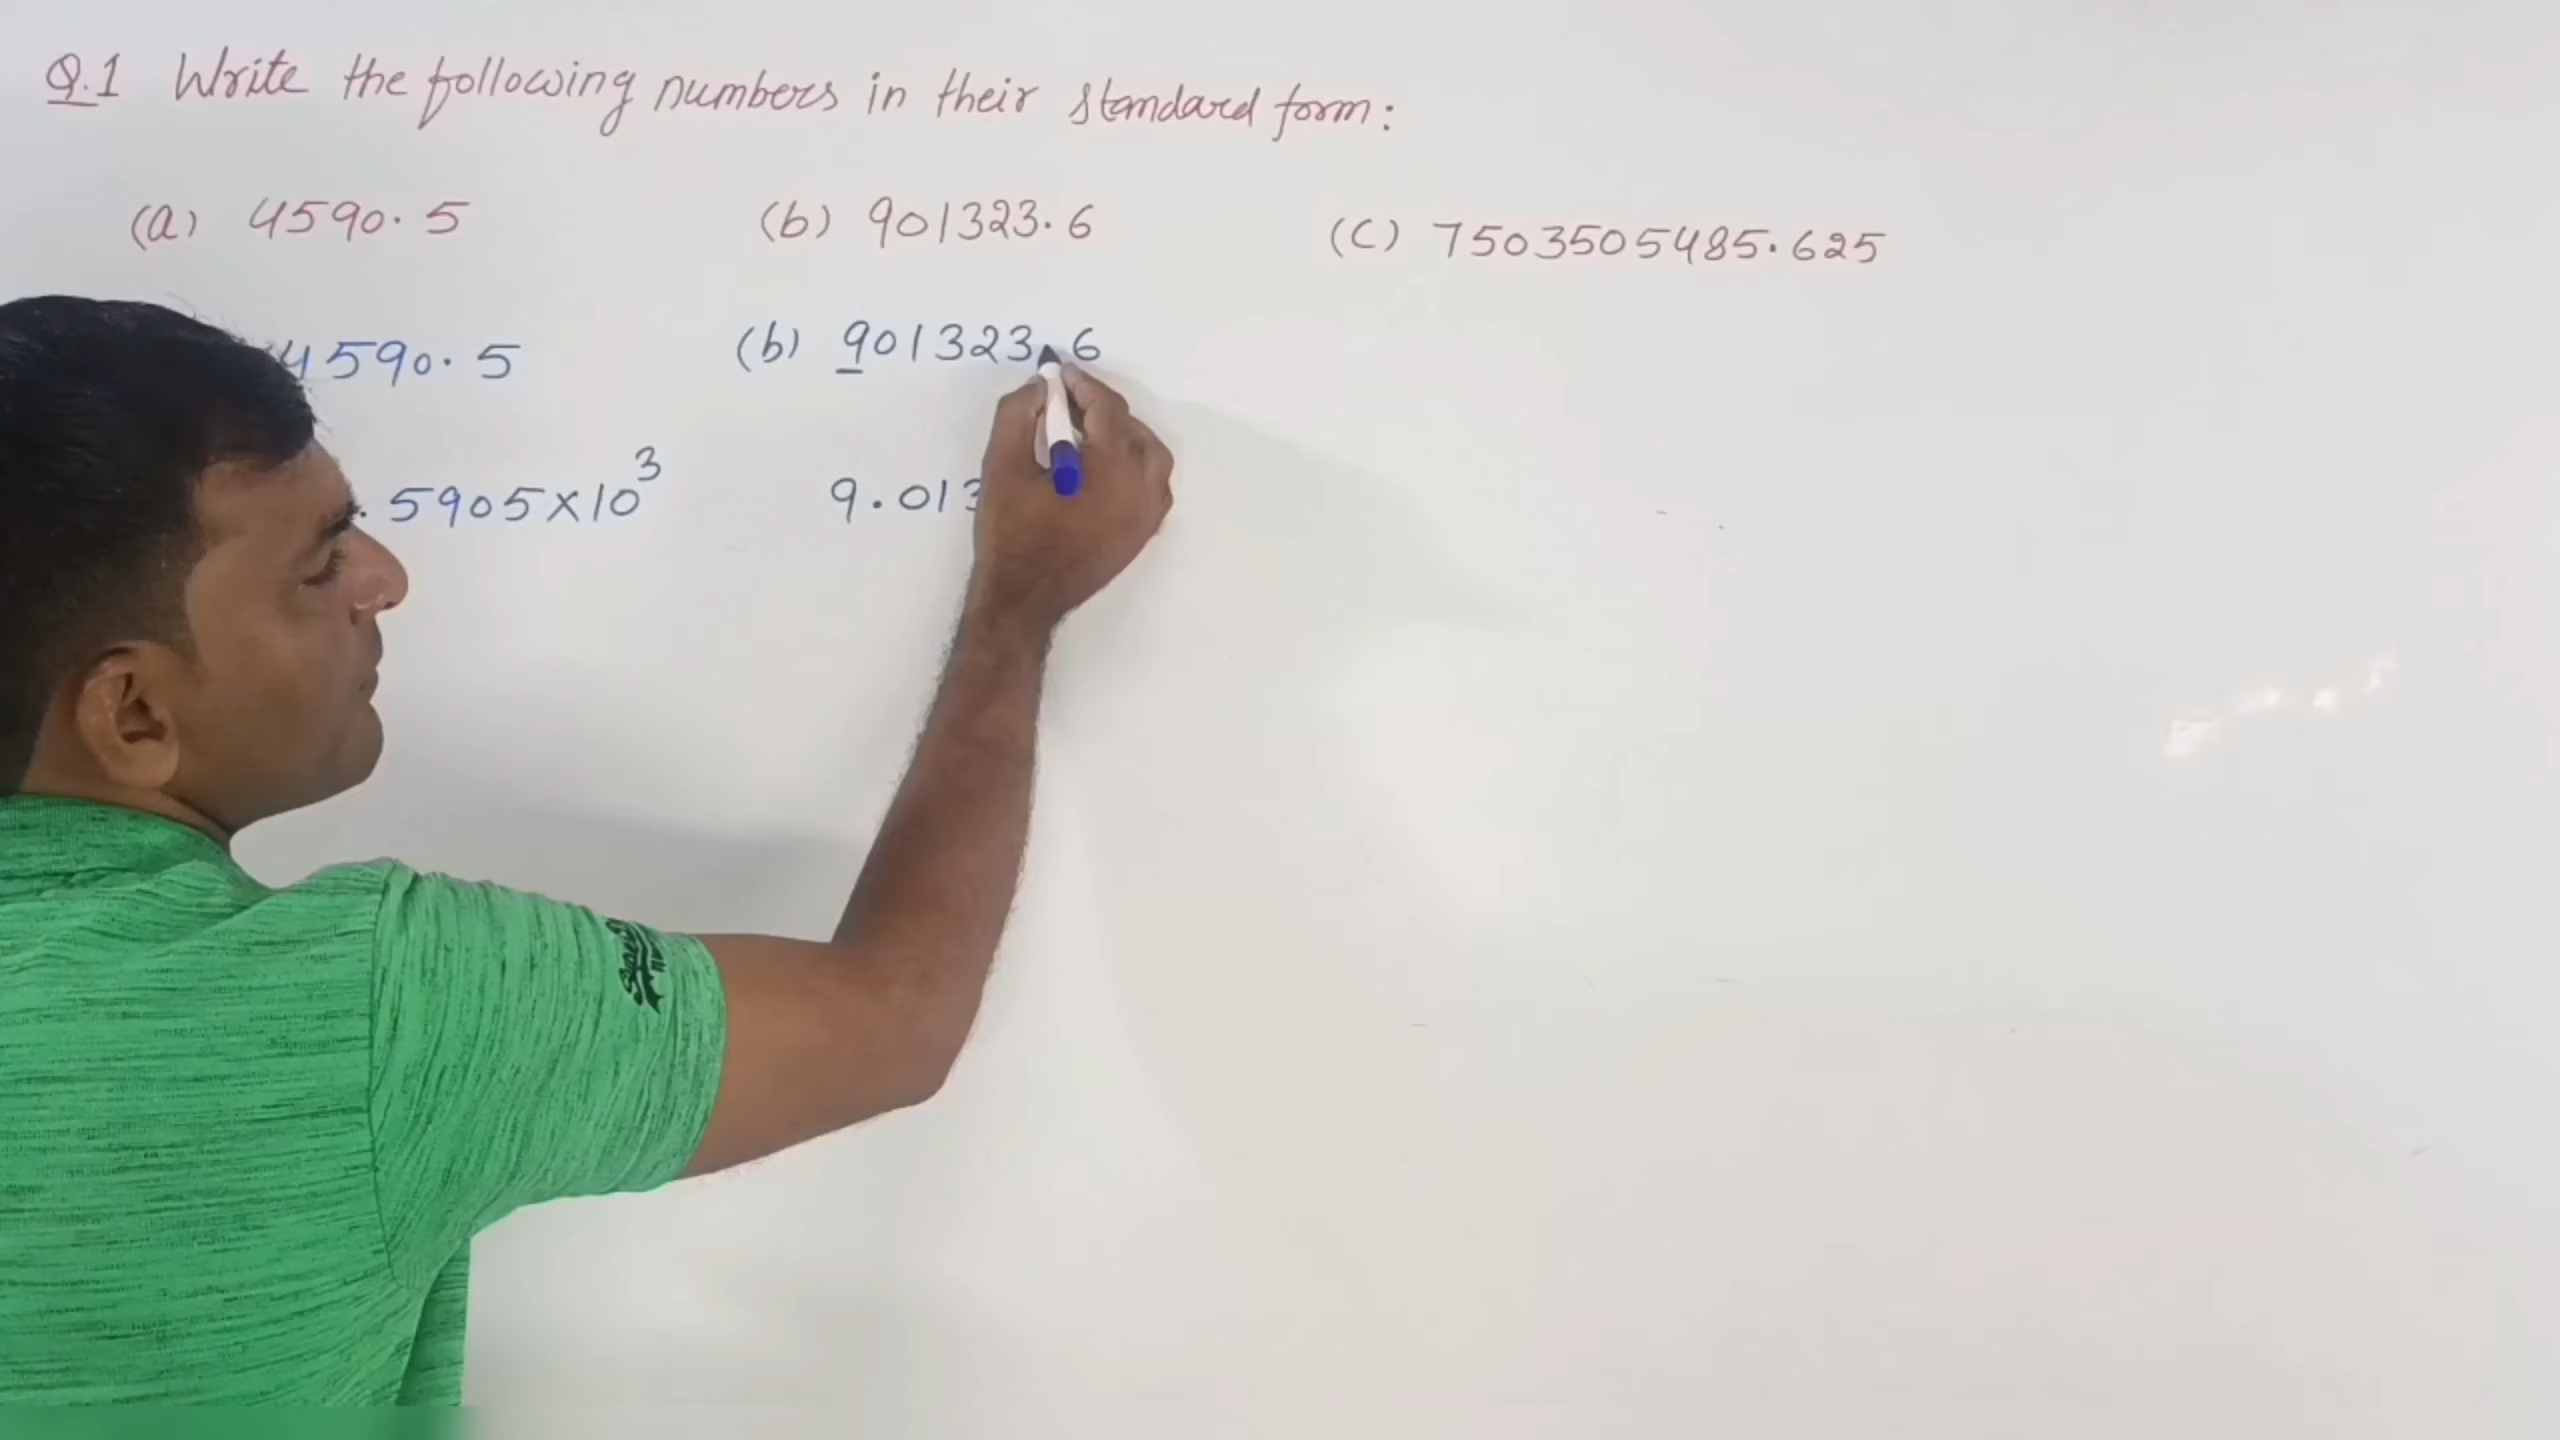 Q.1 Write the following numbers in their standard form:
(a) 4590.5 (b) 901323.6 (c) 7503505485.625
4590.5 (b) 901323.6
.5905×10³ 9.013